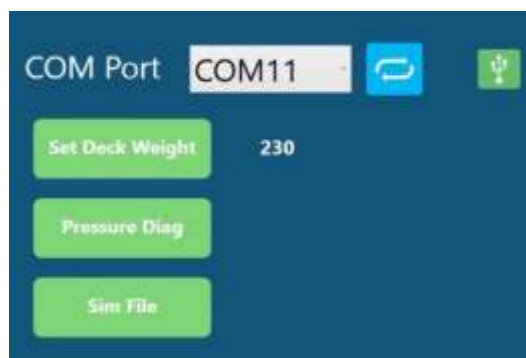 COM Port COM11
Set Deck Weight 230
Pressure Diag
Sim File